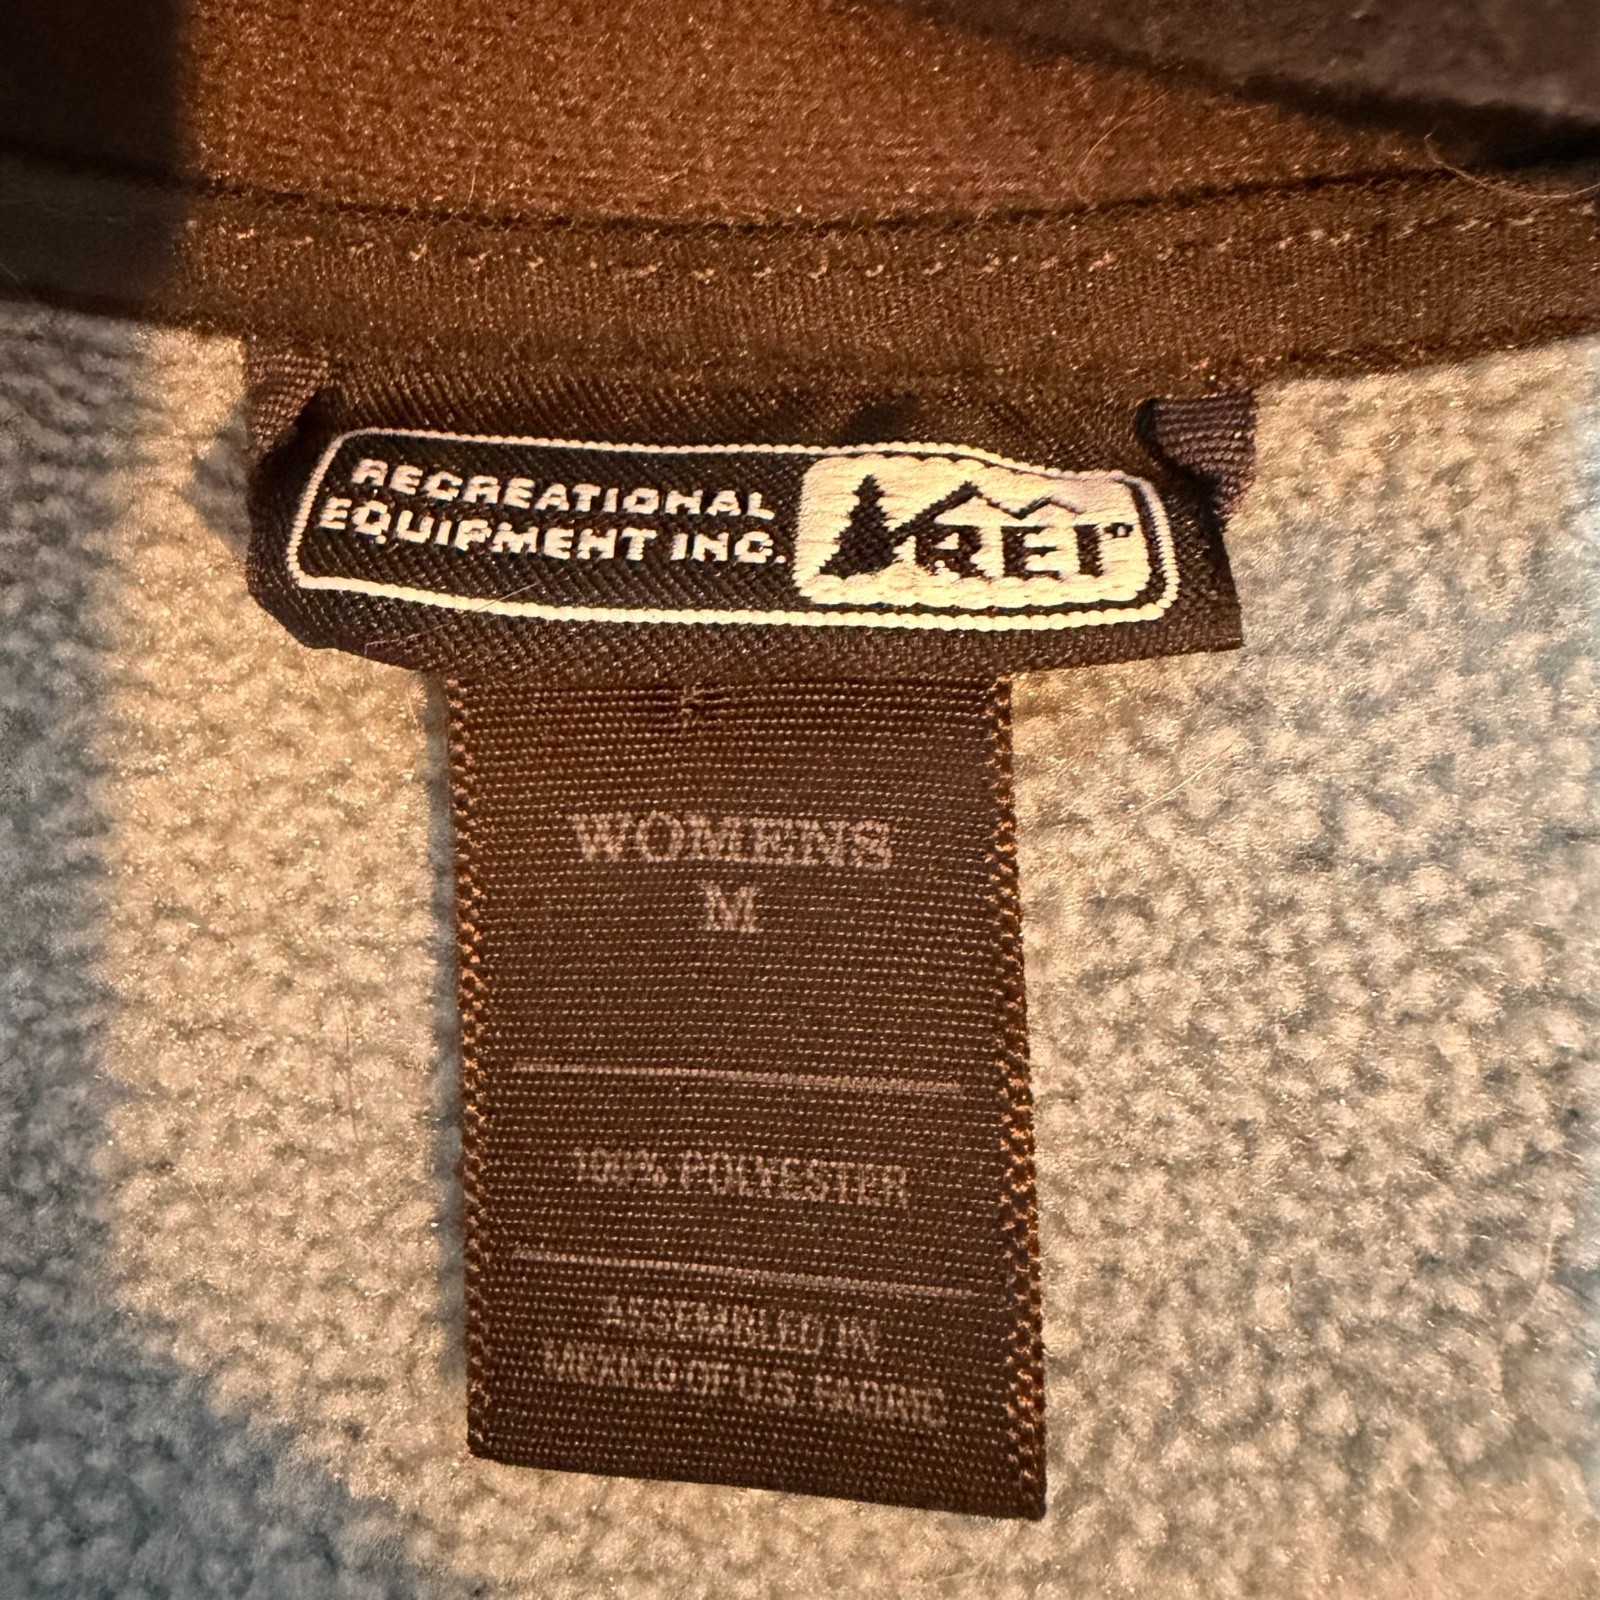 RECREATIONAL
EQUIPMENT INC.
REI®
WOMENS
M
100% POLYESTER
ASSEMBLED IN
MEXICO OF U.S. FABRIC